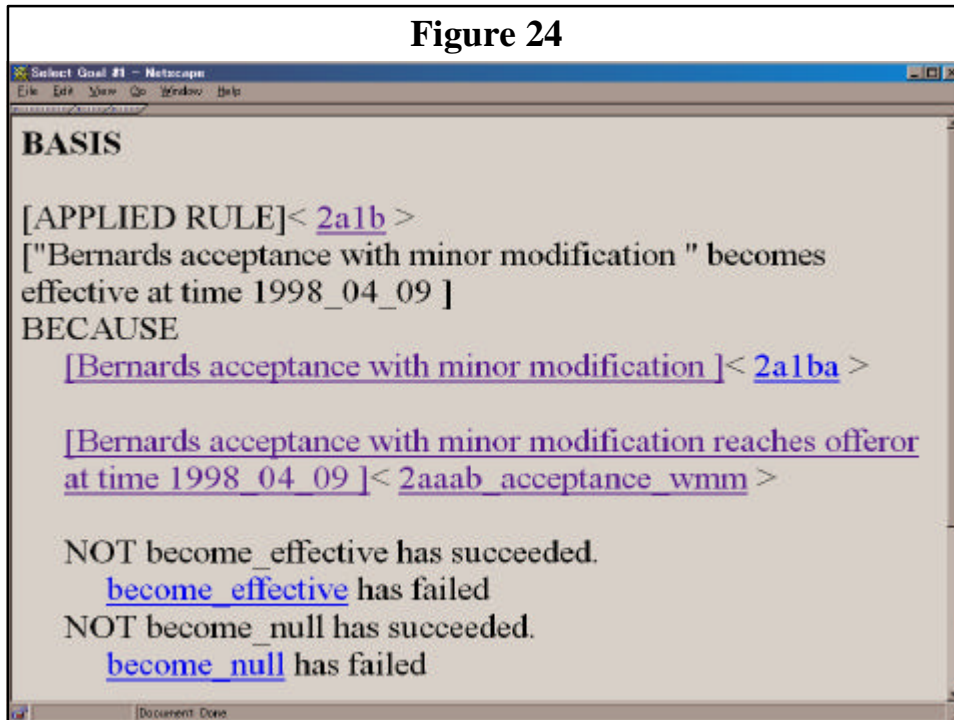 Figure 24
Select Goal #1 - Netscape
File Edit View Go Window Help
BASIS
[APPLIED RULE]< 2a1b >
["Bernards acceptance with minor modification " becomes
effective at time 1998_04_09 ]
BECAUSE
[Bernards acceptance with minor modification ]< 2a1ba >
[Bernards acceptance with minor modification reaches offeror
at time 1998_04_09 ]< 2aaab_acceptance_wmm >
NOT become_effective has succeeded.
become_effective has failed
NOT become_null has succeeded.
become_null has failed
Document Done